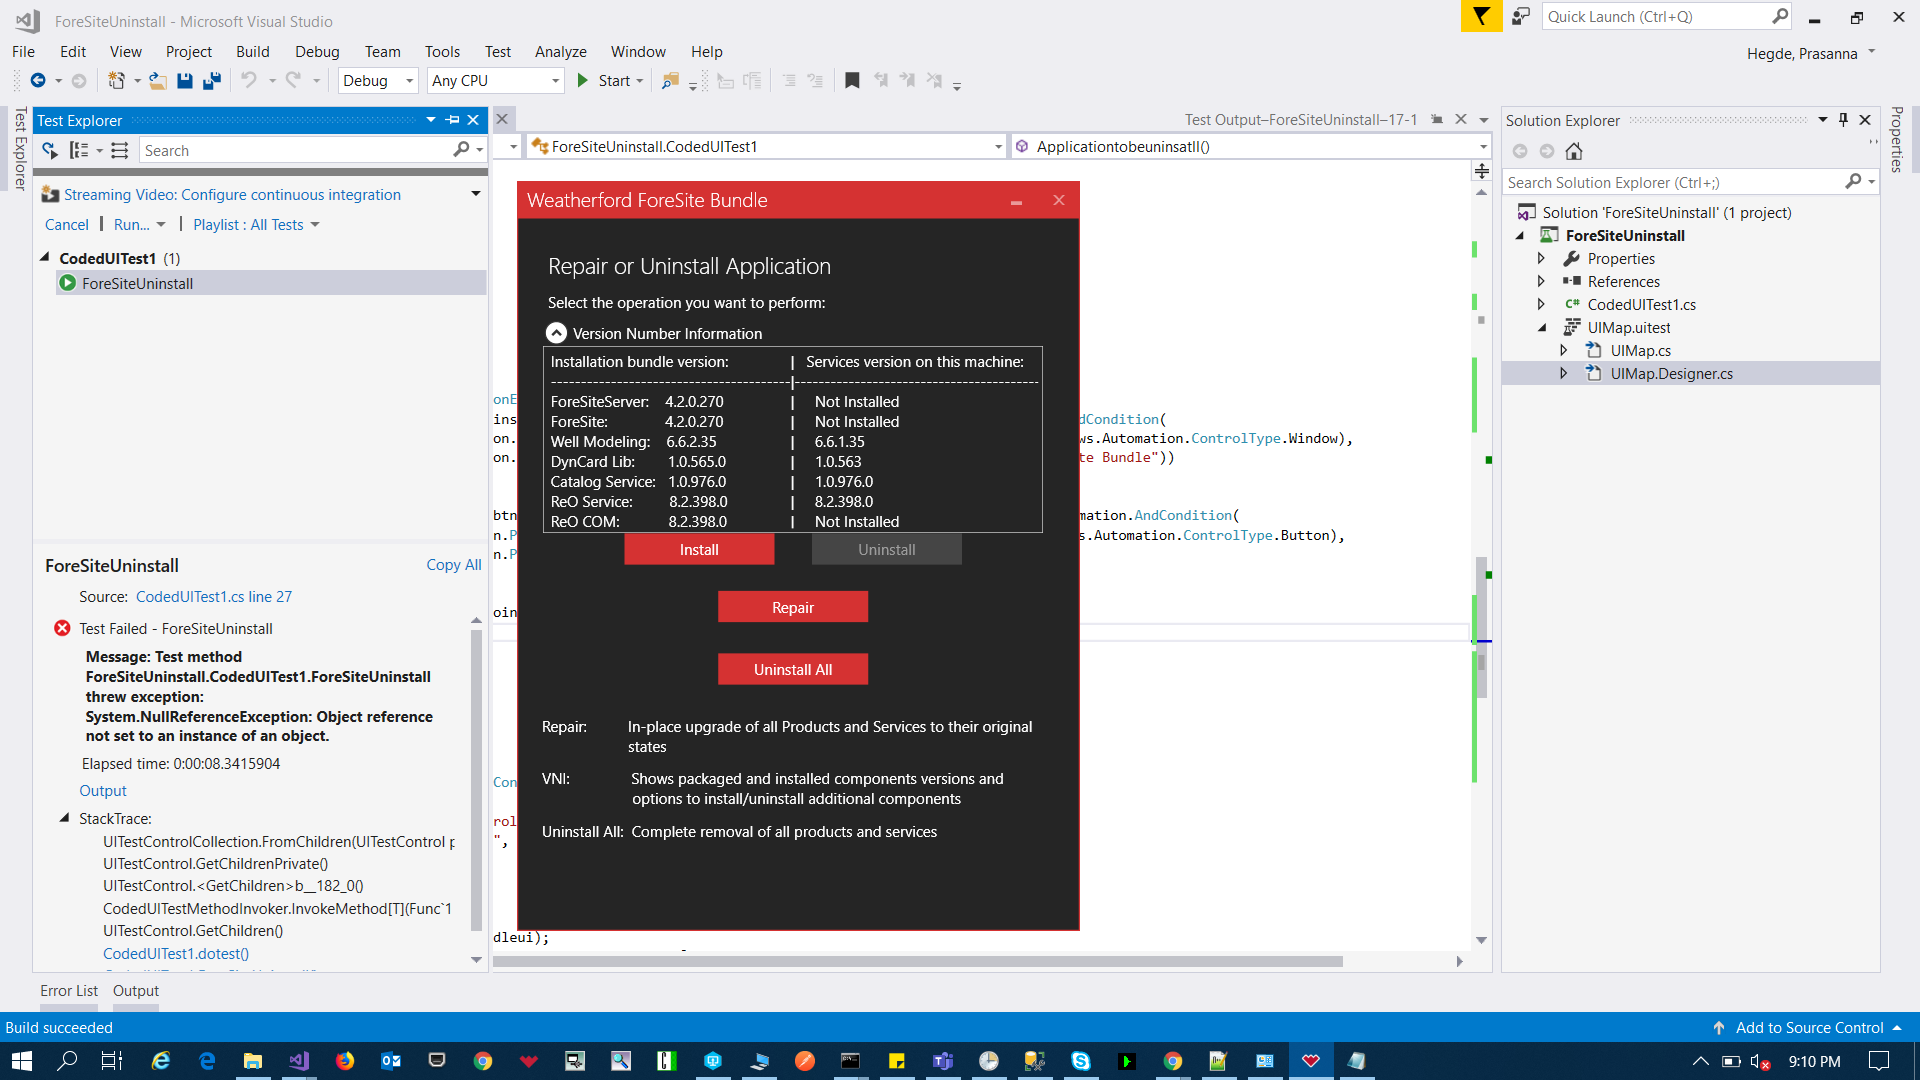 ForeSiteUninstall - Microsoft Visual Studio
Quick Launch (Ctrl+Q)
File Edit View Project Build Debug Team Tools Test Analyze Window Help
Hegde, Prasanna
Debug Any CPU Start
Test Explorer
Test Explorer
Search
Streaming Video: Configure continuous integration
Cancel | Run... | Playlist : All Tests
CodedUITest1 (1)
ForeSiteUninstall
ForeSiteUninstall
Copy All
Source: CodedUITest1.cs line 27
Test Failed - ForeSiteUninstall
Message: Test method
ForeSiteUninstall.CodedUITest1.ForeSiteUninstall
threw exception:
System.NullReferenceException: Object reference
not set to an instance of an object.
Elapsed time: 0:00:08.3415904
Output
StackTrace:
UITestControlCollection.FromChildren(UITestControl p
UITestControl.GetChildrenPrivate()
UITestControl.<GetChildren>b__182_0()
CodedUITestMethodInvoker.InvokeMethod[T](Func`1
UITestControl.GetChildren()
CodedUITest1.dotest()
Test Output–ForeSiteUninstall–17-1
ForeSiteUninstall.CodedUITest1
Applicationtobeuninsatll()
onE
ins
dCondition(
on.
ws.Automation.ControlType.Window),
on.
te Bundle"))
btn
mation.AndCondition(
n.P
s.Automation.ControlType.Button),
n.P
oin
Con
rol
",
dleui);
Weatherford ForeSite Bundle
Repair or Uninstall Application
Select the operation you want to perform:
Version Number Information
Installation bundle version: | Services version on this machine:
----------------------------------------|-----------------------------------------
ForeSiteServer: 4.2.0.270 | Not Installed
ForeSite: 4.2.0.270 | Not Installed
Well Modeling: 6.6.2.35 | 6.6.1.35
DynCard Lib: 1.0.565.0 | 1.0.563
Catalog Service: 1.0.976.0 | 1.0.976.0
ReO Service: 8.2.398.0 | 8.2.398.0
ReO COM: 8.2.398.0 | Not Installed
Install Uninstall
Repair
Uninstall All
Repair: In-place upgrade of all Products and Services to their original
states
VNI: Shows packaged and installed components versions and
options to install/uninstall additional components
Uninstall All: Complete removal of all products and services
Solution Explorer
Search Solution Explorer (Ctrl+;)
Solution 'ForeSiteUninstall' (1 project)
ForeSiteUninstall
Properties
References
C# CodedUITest1.cs
UIMap.uitest
UIMap.cs
UIMap.Designer.cs
Properties
Error List Output
Build succeeded
Add to Source Control
9:10 PM